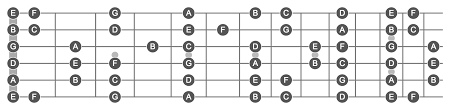 E F G A B C D E F
B C D E F G A B C
G A B C D E F G A
D E F G A B C D E
A B C D E F G A B
E F G A B C D E F